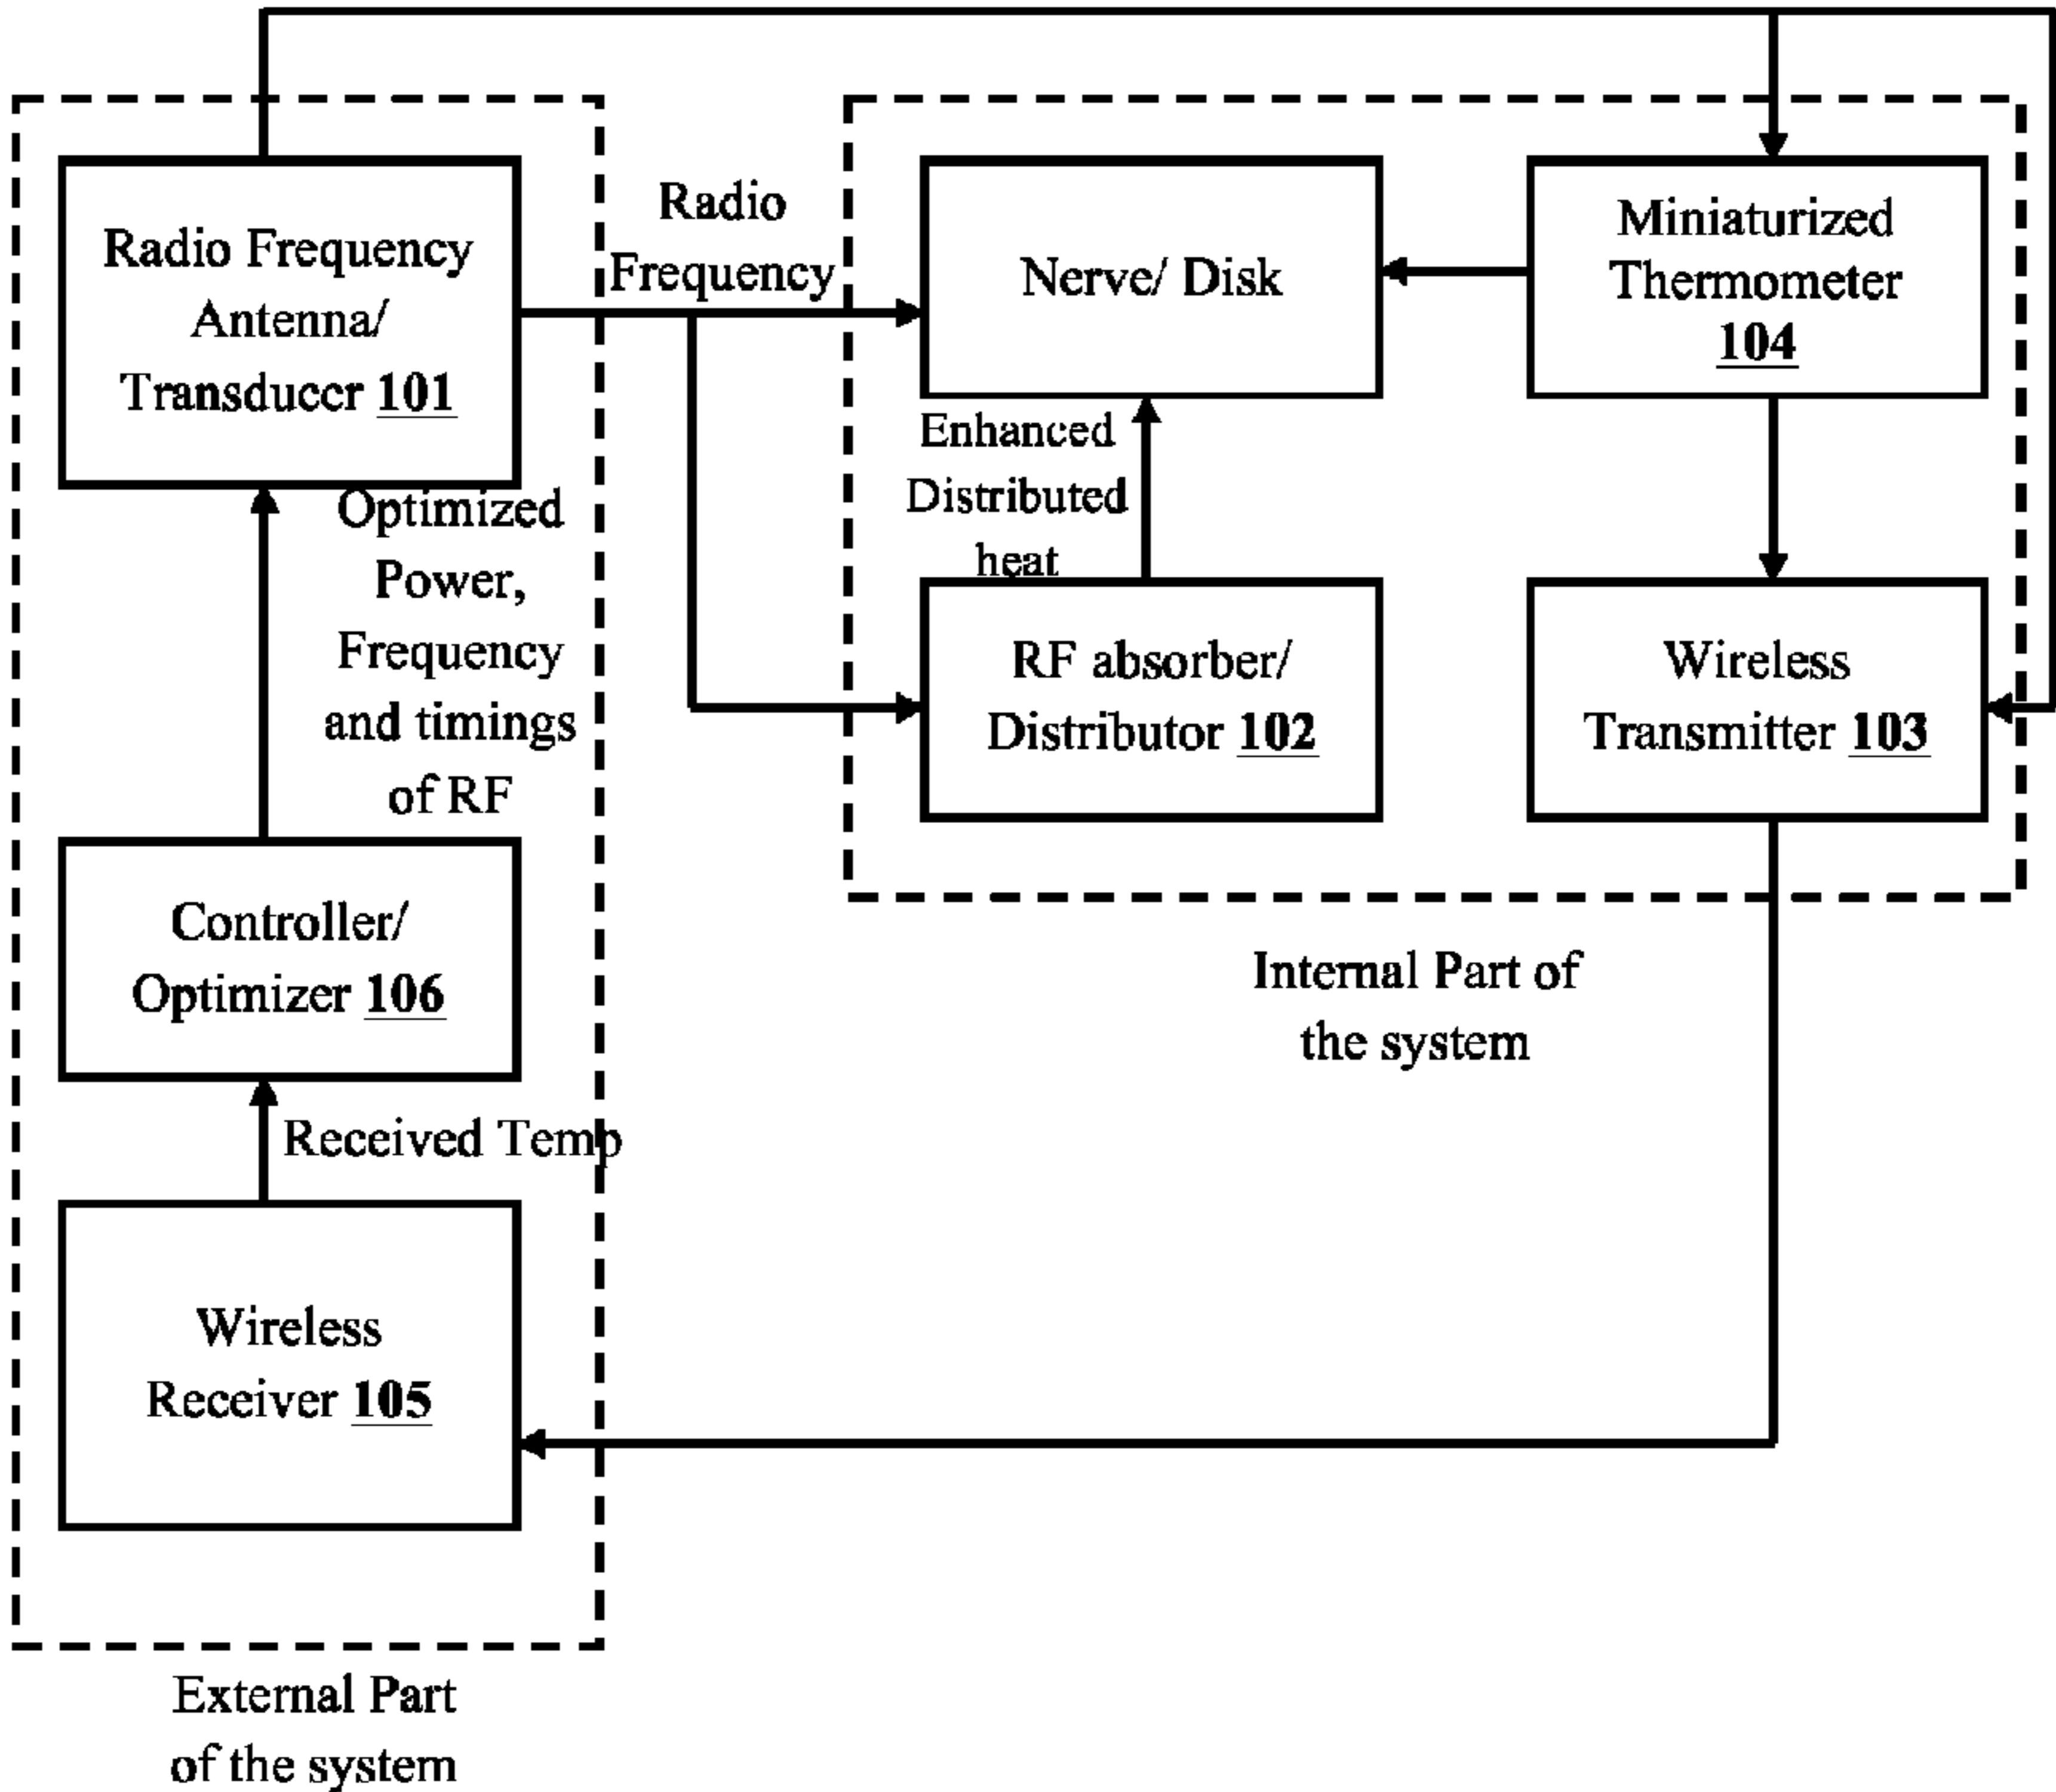 Radio Frequency
Antenna/
Transducer 101
Radio
Frequency
Nerve/ Disk
Miniaturized
Thermometer
104
Enhanced
Distributed
heat
Optimized
Power,
Frequency
and timings
of RF
RF absorber/
Distributor 102
Wireless
Transmitter 103
Controller/
Optimizer 106
Internal Part of
the system
Received Temp
Wireless
Receiver 105
External Part
of the system